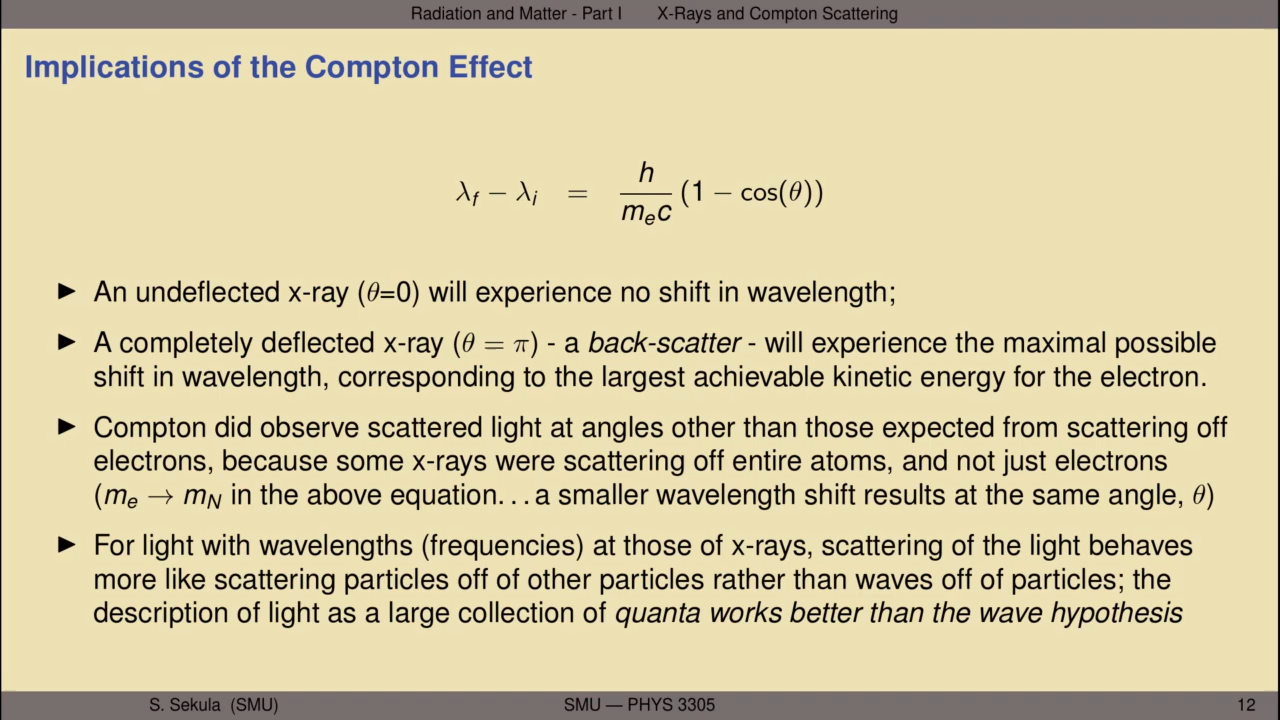 Radiation and Matter - Part I X-Rays and Compton Scattering
Implications of the Compton Effect
λ_f − λ_i = h/(m_e c) (1 − cos(θ))
▶ An undeflected x-ray (θ=0) will experience no shift in wavelength;
▶ A completely deflected x-ray (θ = π) - a back-scatter - will experience the maximal possible
shift in wavelength, corresponding to the largest achievable kinetic energy for the electron.
▶ Compton did observe scattered light at angles other than those expected from scattering off
electrons, because some x-rays were scattering off entire atoms, and not just electrons
(m_e → m_N in the above equation. . . a smaller wavelength shift results at the same angle, θ)
▶ For light with wavelengths (frequencies) at those of x-rays, scattering of the light behaves
more like scattering particles off of other particles rather than waves off of particles; the
description of light as a large collection of quanta works better than the wave hypothesis
S. Sekula (SMU) SMU — PHYS 3305 12